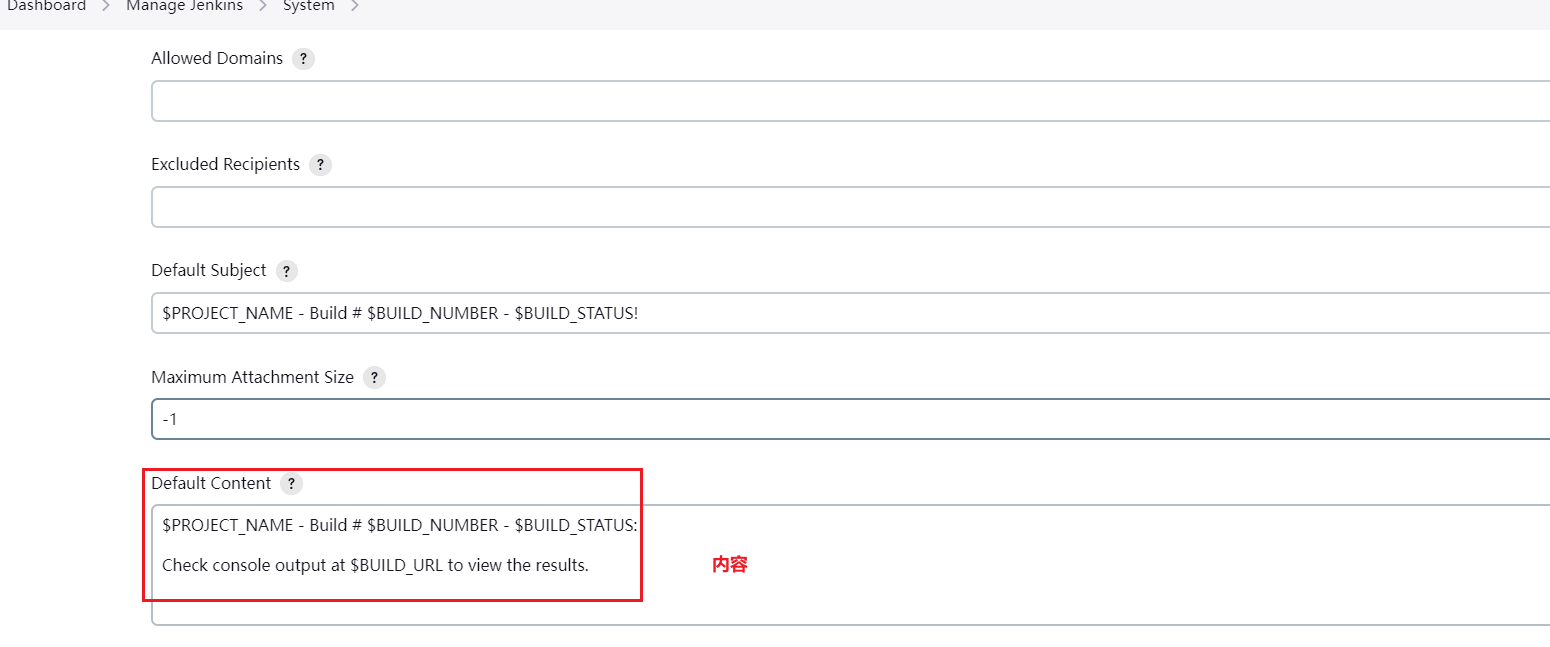 Dashboard > Manage Jenkins > System >
Allowed Domains ?
Excluded Recipients ?
Default Subject ?
$PROJECT_NAME - Build # $BUILD_NUMBER - $BUILD_STATUS!
Maximum Attachment Size ?
-1
Default Content ?
$PROJECT_NAME - Build # $BUILD_NUMBER - $BUILD_STATUS:
Check console output at $BUILD_URL to view the results.
内容